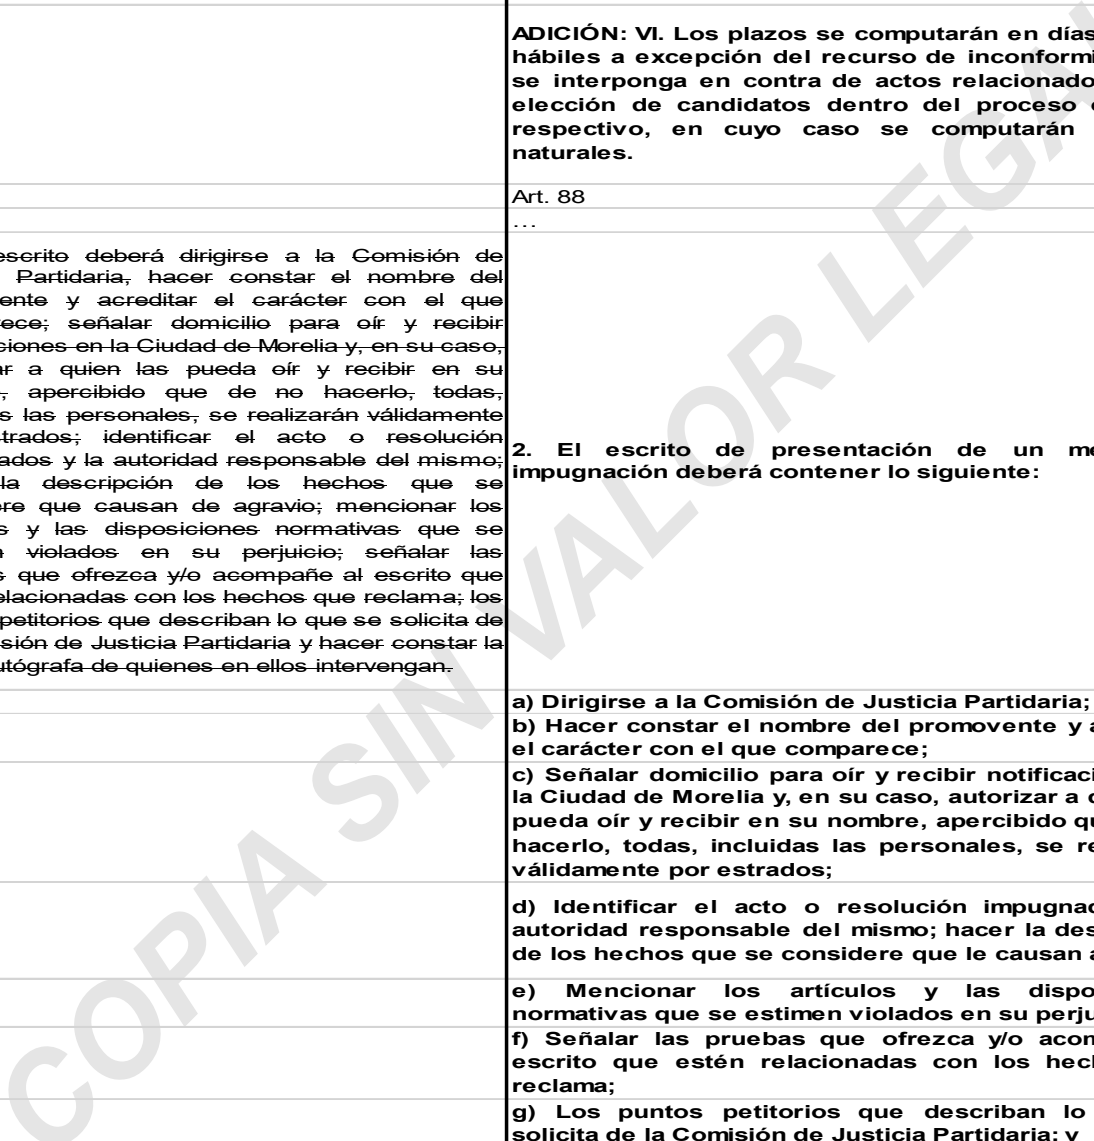 ADICIÓN: VI. Los plazos se computarán en días
hábiles a excepción del recurso de inconformi
se interponga en contra de actos relacionado
elección de candidatos dentro del proceso
respectivo, en cuyo caso se computarán
naturales.
Art. 88
…
escrito deberá dirigirse a la Comisión de
Partidaria, hacer constar el nombre del
ente y acreditar el carácter con el que
ece; señalar domicilio para oír y recibir
ciones en la Ciudad de Morelia y, en su caso,
ar a quien las pueda oír y recibir en su
, apercibido que de no hacerlo, todas,
s las personales, se realizarán válidamente
trados; identificar el acto o resolución
ados y la autoridad responsable del mismo;
la descripción de los hechos que se
ere que causan de agravio; mencionar los
s y las disposiciones normativas que se
n violados en su perjuicio; señalar las
s que ofrezca y/o acompañe al escrito que
elacionadas con los hechos que reclama; los
petitorios que describan lo que se solicita de
sión de Justicia Partidaria y hacer constar la
utógrafa de quienes en ellos intervengan.
2. El escrito de presentación de un me
impugnación deberá contener lo siguiente:
a) Dirigirse a la Comisión de Justicia Partidaria;
b) Hacer constar el nombre del promovente y a
el carácter con el que comparece;
c) Señalar domicilio para oír y recibir notificaci
la Ciudad de Morelia y, en su caso, autorizar a
pueda oír y recibir en su nombre, apercibido qu
hacerlo, todas, incluidas las personales, se re
válidamente por estrados;
d) Identificar el acto o resolución impugna
autoridad responsable del mismo; hacer la des
de los hechos que se considere que le causan a
e) Mencionar los artículos y las dispo
normativas que se estimen violados en su perju
f) Señalar las pruebas que ofrezca y/o acom
escrito que estén relacionadas con los hec
reclama;
g) Los puntos petitorios que describan lo
solicita de la Comisión de Justicia Partidaria; y
COPIA SIN VALOR LEGA